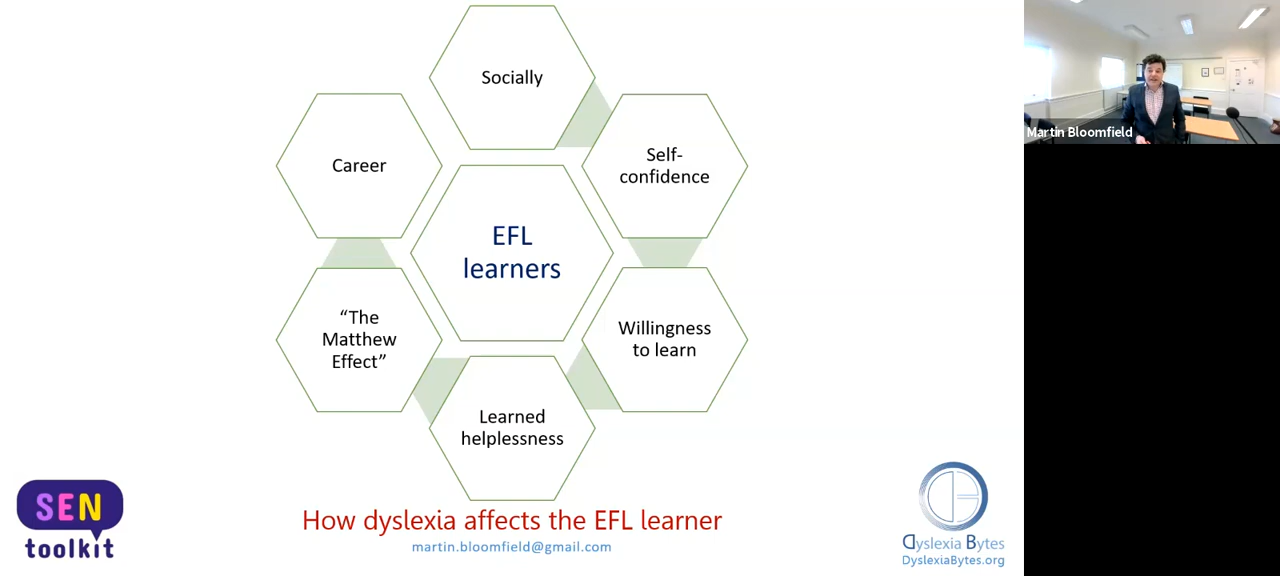 Socially
Self-
confidence
Willingness
to learn
Learned
helplessness
“The
Matthew
Effect”
Career
EFL
learners
How dyslexia affects the EFL learner
martin.bloomfield@gmail.com
SEN
toolkit
Dyslexia Bytes
DyslexiaBytes.org
Martin Bloomfield